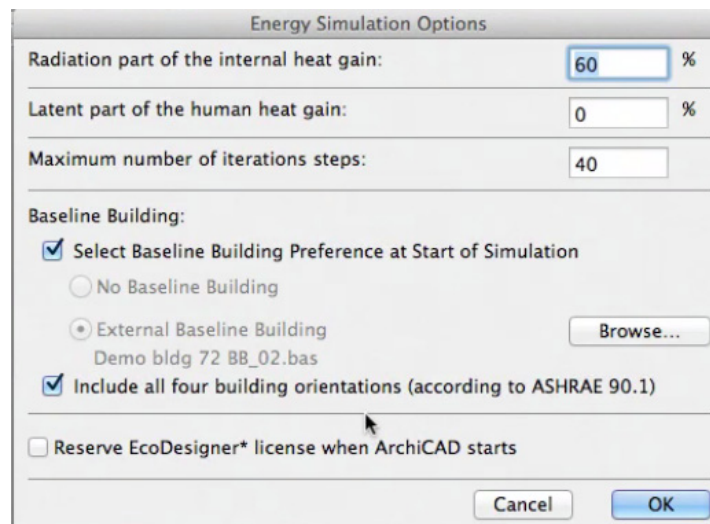 Energy Simulation Options
Radiation part of the internal heat gain: 60 %
Latent part of the human heat gain: 0 %
Maximum number of iterations steps: 40
Baseline Building:
Select Baseline Building Preference at Start of Simulation
No Baseline Building
External Baseline Building Browse...
Demo bldg 72 BB_02.bas
Include all four building orientations (according to ASHRAE 90.1)
Reserve EcoDesigner* license when ArchiCAD starts
Cancel OK